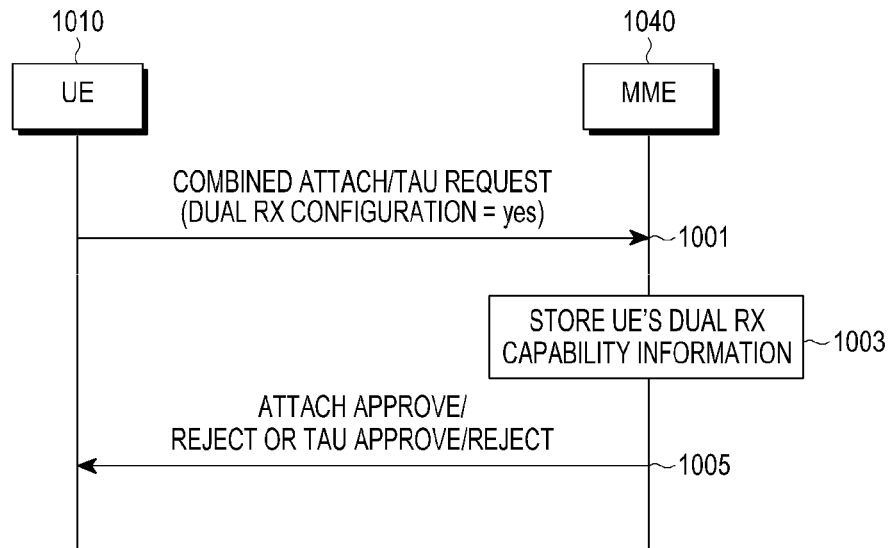 1010
1040
UE
MME
COMBINED ATTACH/TAU REQUEST
(DUAL RX CONFIGURATION = yes)
1001
STORE UE'S DUAL RX
CAPABILITY INFORMATION
1003
ATTACH APPROVE/
REJECT OR TAU APPROVE/REJECT
1005